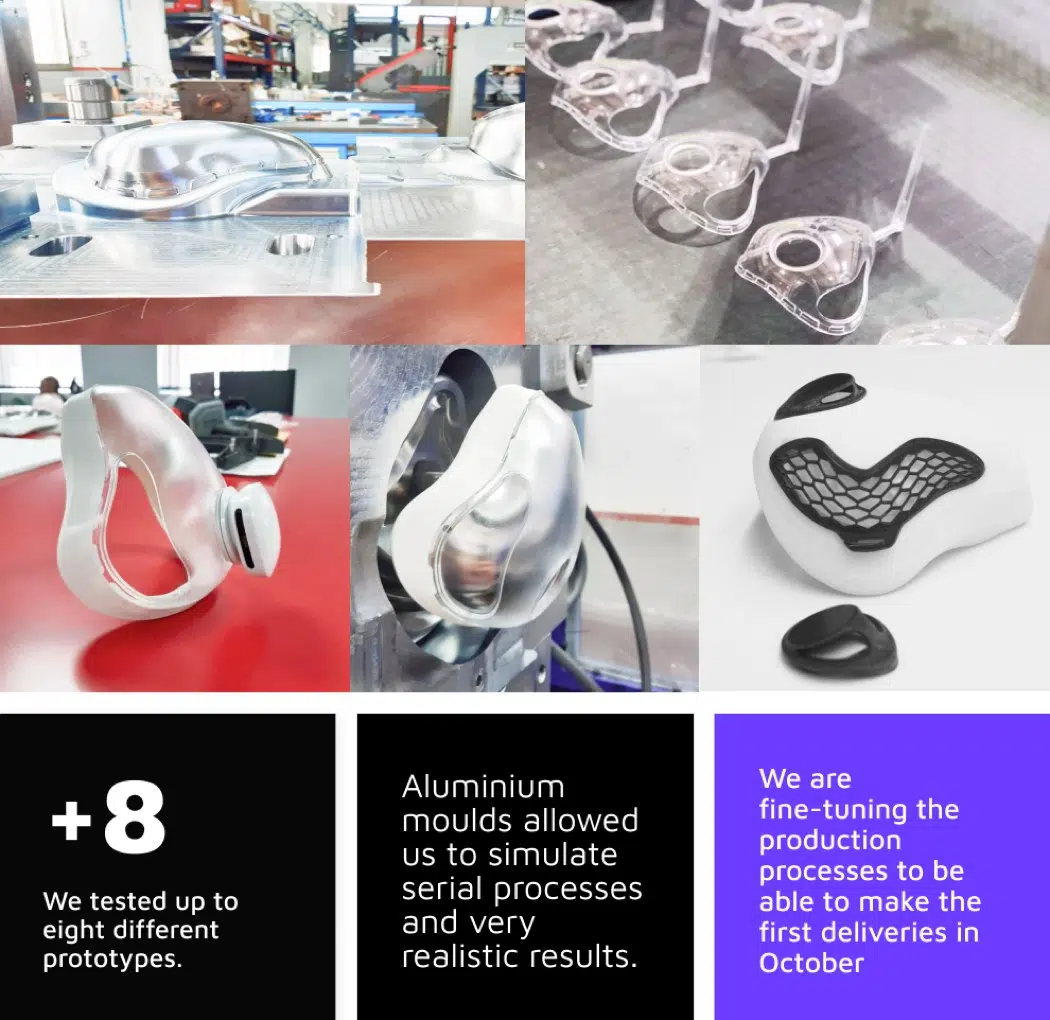 +8
We tested up to
eight different
prototypes.
Aluminium
moulds allowed
us to simulate
serial processes
and very
realistic results.
We are
fine-tuning the
production
processes to be
able to make the
first deliveries in
October